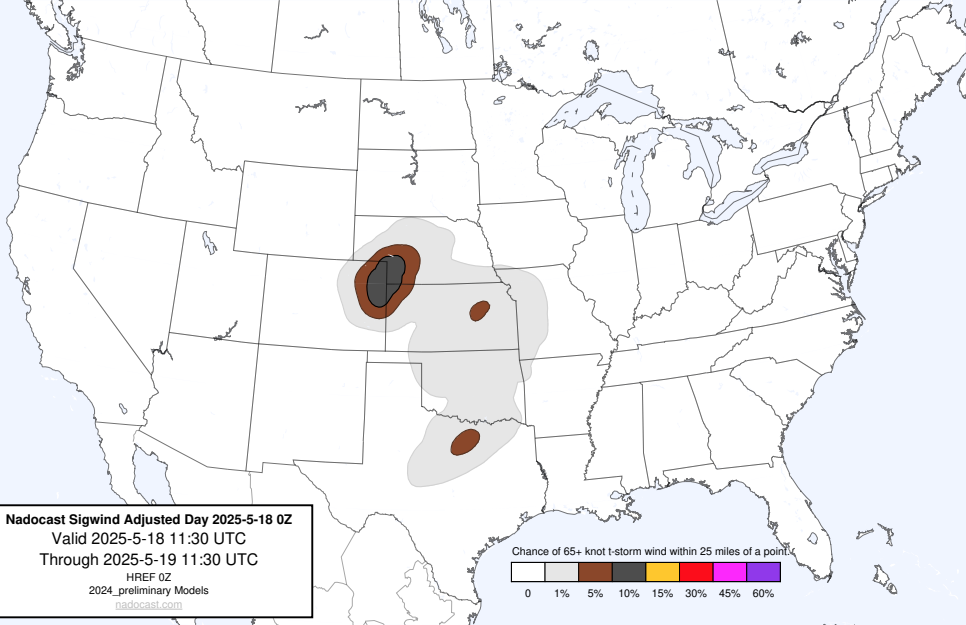 Nadocast Sigwind Adjusted Day 2025-5-18 0Z
Valid 2025-5-18 11:30 UTC
Through 2025-5-19 11:30 UTC
HREF 0Z
2024_preliminary Models
nadocast.com
Chance of 65+ knot t-storm wind within 25 miles of a point.
0 1% 5% 10% 15% 30% 45% 60%